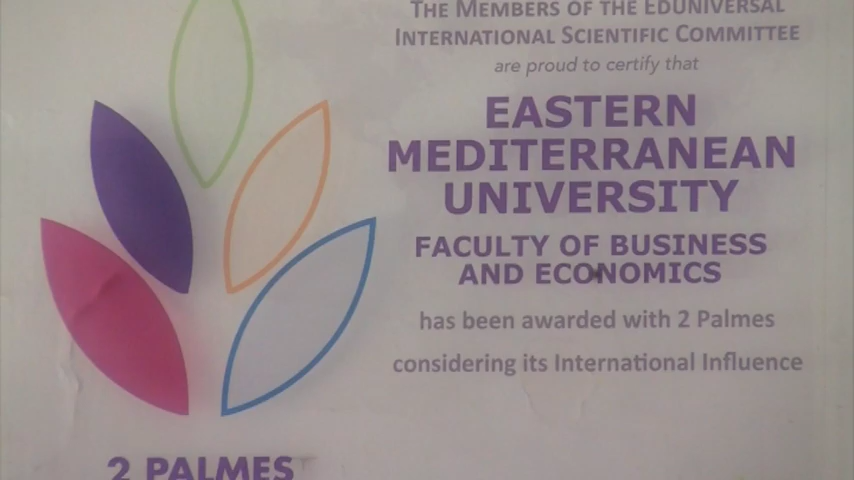 THE MEMBERS OF THE EDUNIVERSAL
INTERNATIONAL SCIENTIFIC COMMITTEE
are proud to certify that
EASTERN
MEDITERRANEAN
UNIVERSITY
FACULTY OF BUSINESS
AND ECONOMICS
has been awarded with 2 Palmes
considering its International Influence
2 PALMES